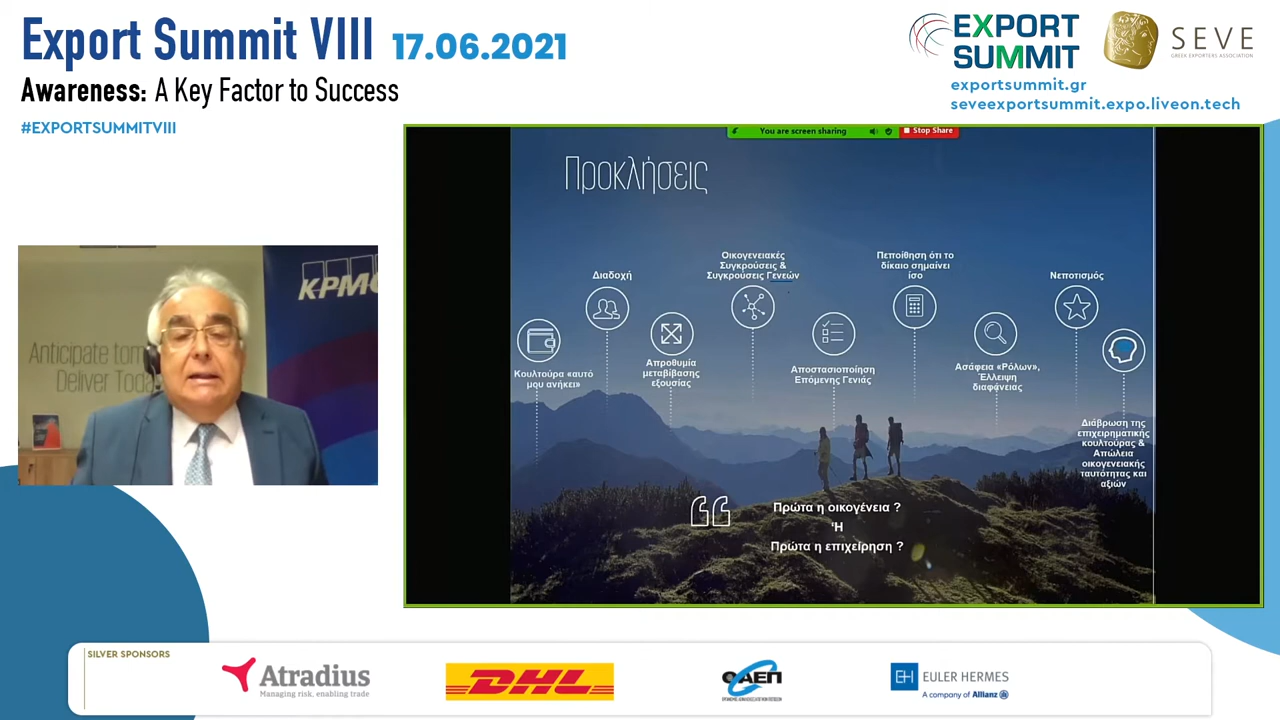 Export Summit VIII 17.06.2021
Awareness: A Key Factor to Success
#EXPORTSUMMITVIII
EXPORT
SUMMIT
SEVE
GREEK EXPORTERS ASSOCIATION
exportsummit.gr
seveexportsummit.expo.liveon.tech
You are screen sharing
Stop Share
KPMG
Anticipate tom
Deliver Toda
Προκλήσεις
Κουλτούρα «αυτό
μου ανήκει»
Διαδοχή
Απροθυμία
μεταβίβασης
εξουσίας
Οικογενειακές
Συγκρούσεις &
Συγκρούσεις Γενεών
Αποστασιοποίηση
Επόμενης Γενιάς
Πεποίθηση ότι το
δίκαιο σημαίνει
ίσο
Ασάφεια «Ρόλων»,
Έλλειψη
διαφάνειας
Νεποτισμός
Διάβρωση της
επιχειρηματικής
κουλτούρας &
Απώλεια
οικογενειακής
ταυτότητας και
αξιών
Πρώτα η οικογένεια ?
Ή
Πρώτα η επιχείρηση ?
SILVER SPONSORS
Atradius
Managing risk, enabling trade
DHL
ΟΑΕΠ
EH EULER HERMES
A company of Allianz